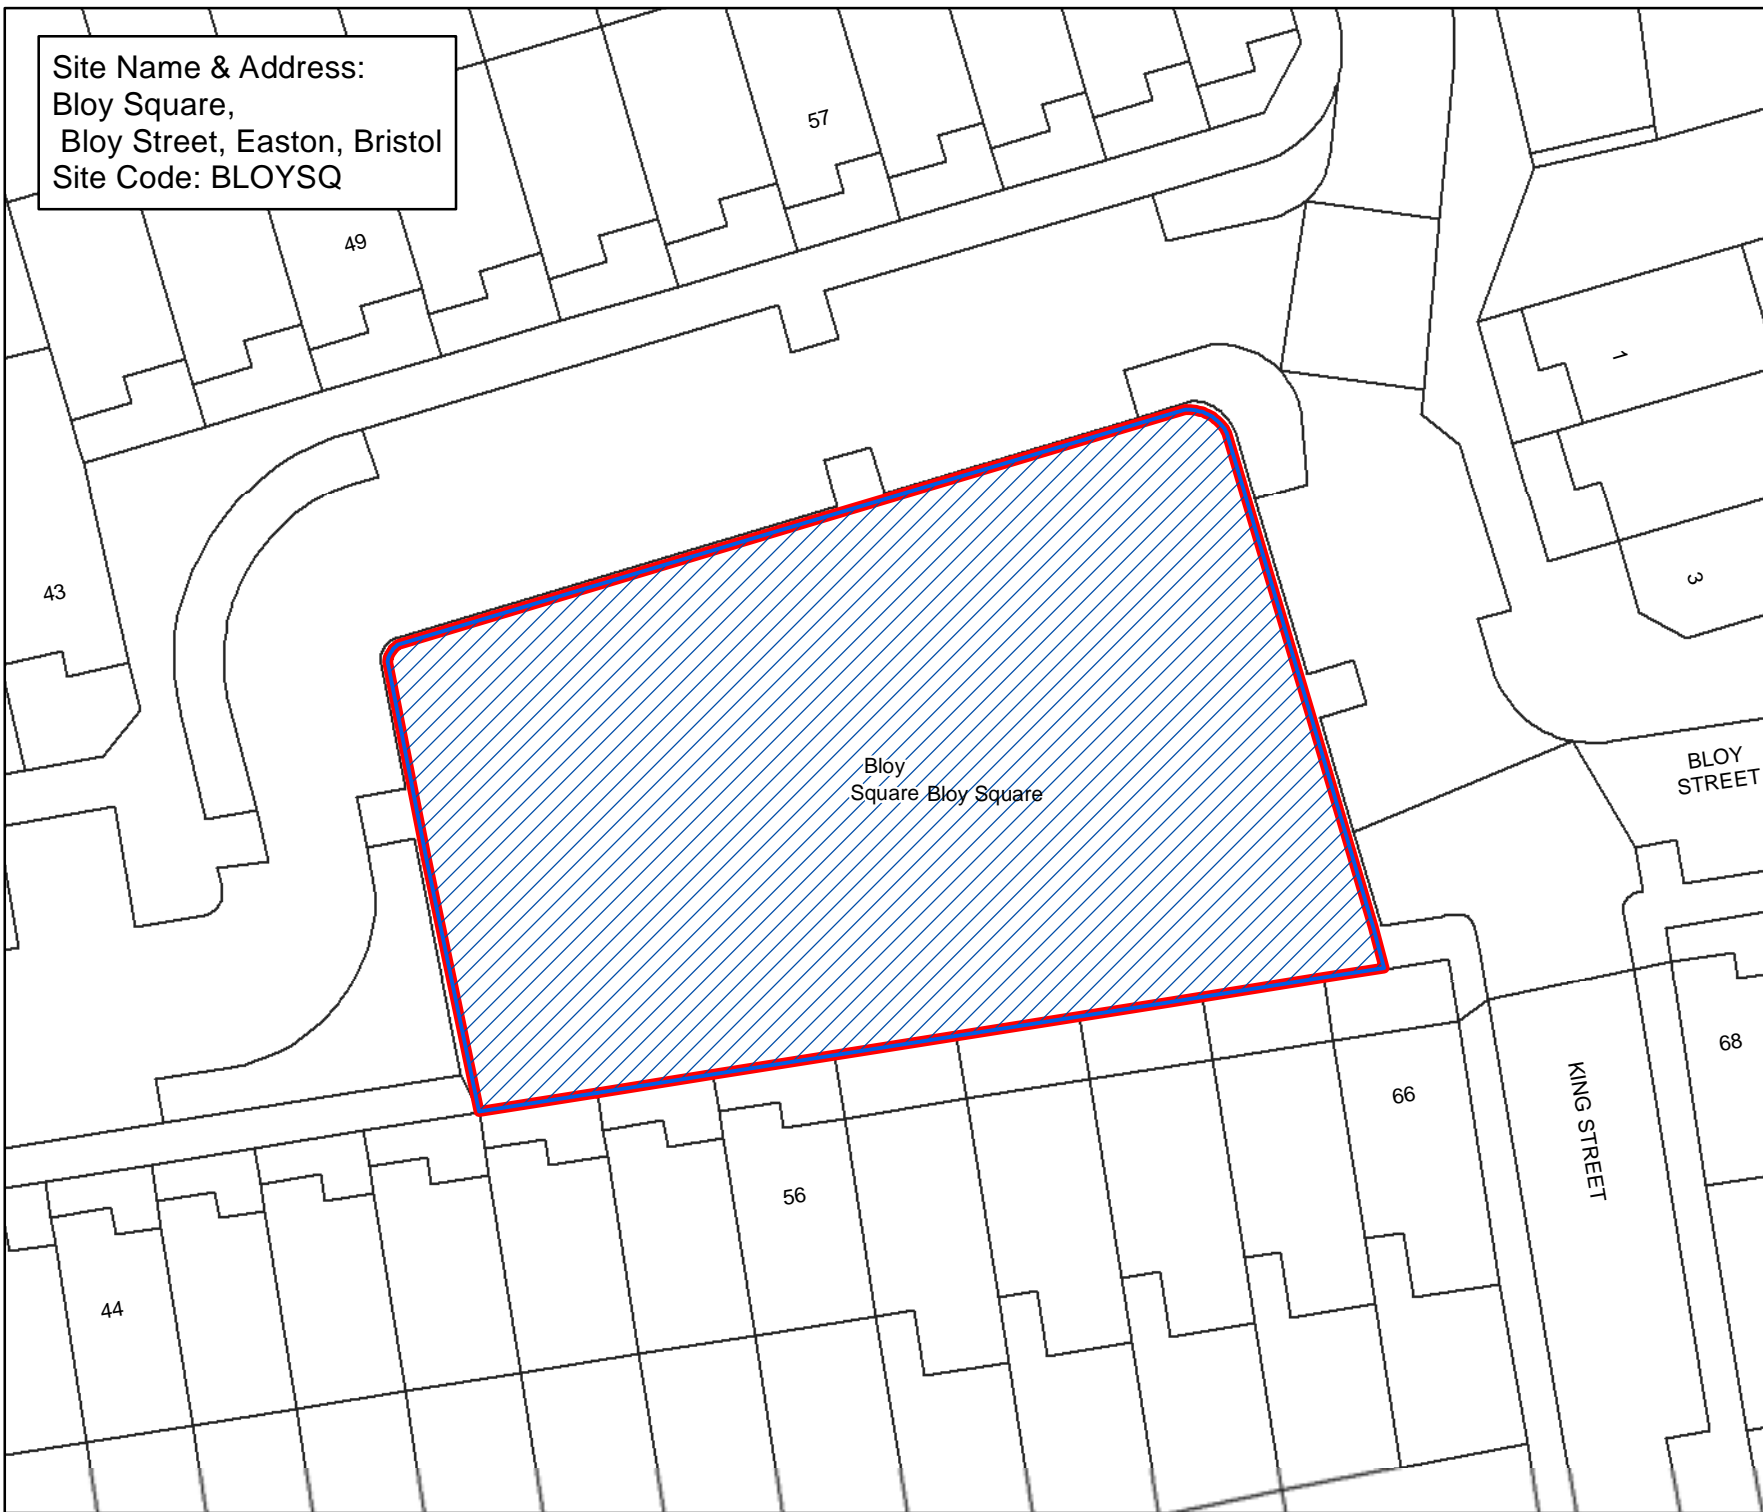 Site Name & Address:
Bloy Square,
Bloy Street, Easton, Bristol
Site Code: BLOYSQ
57
49
1
43
3
Bloy
Square Bloy Square
BLOY
STREET
68
66
KING STREET
56
44